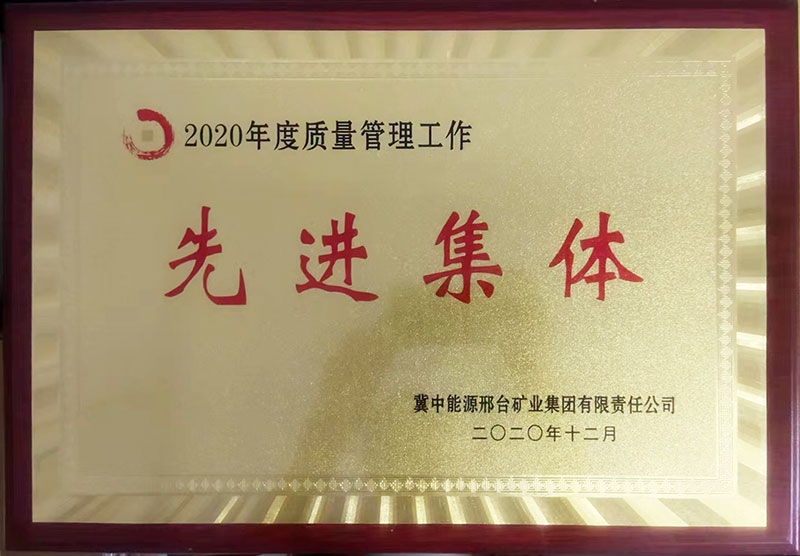 2020年度质量管理工作
先进集体
冀中能源邢台矿业集团有限责任公司
二〇二〇年十二月